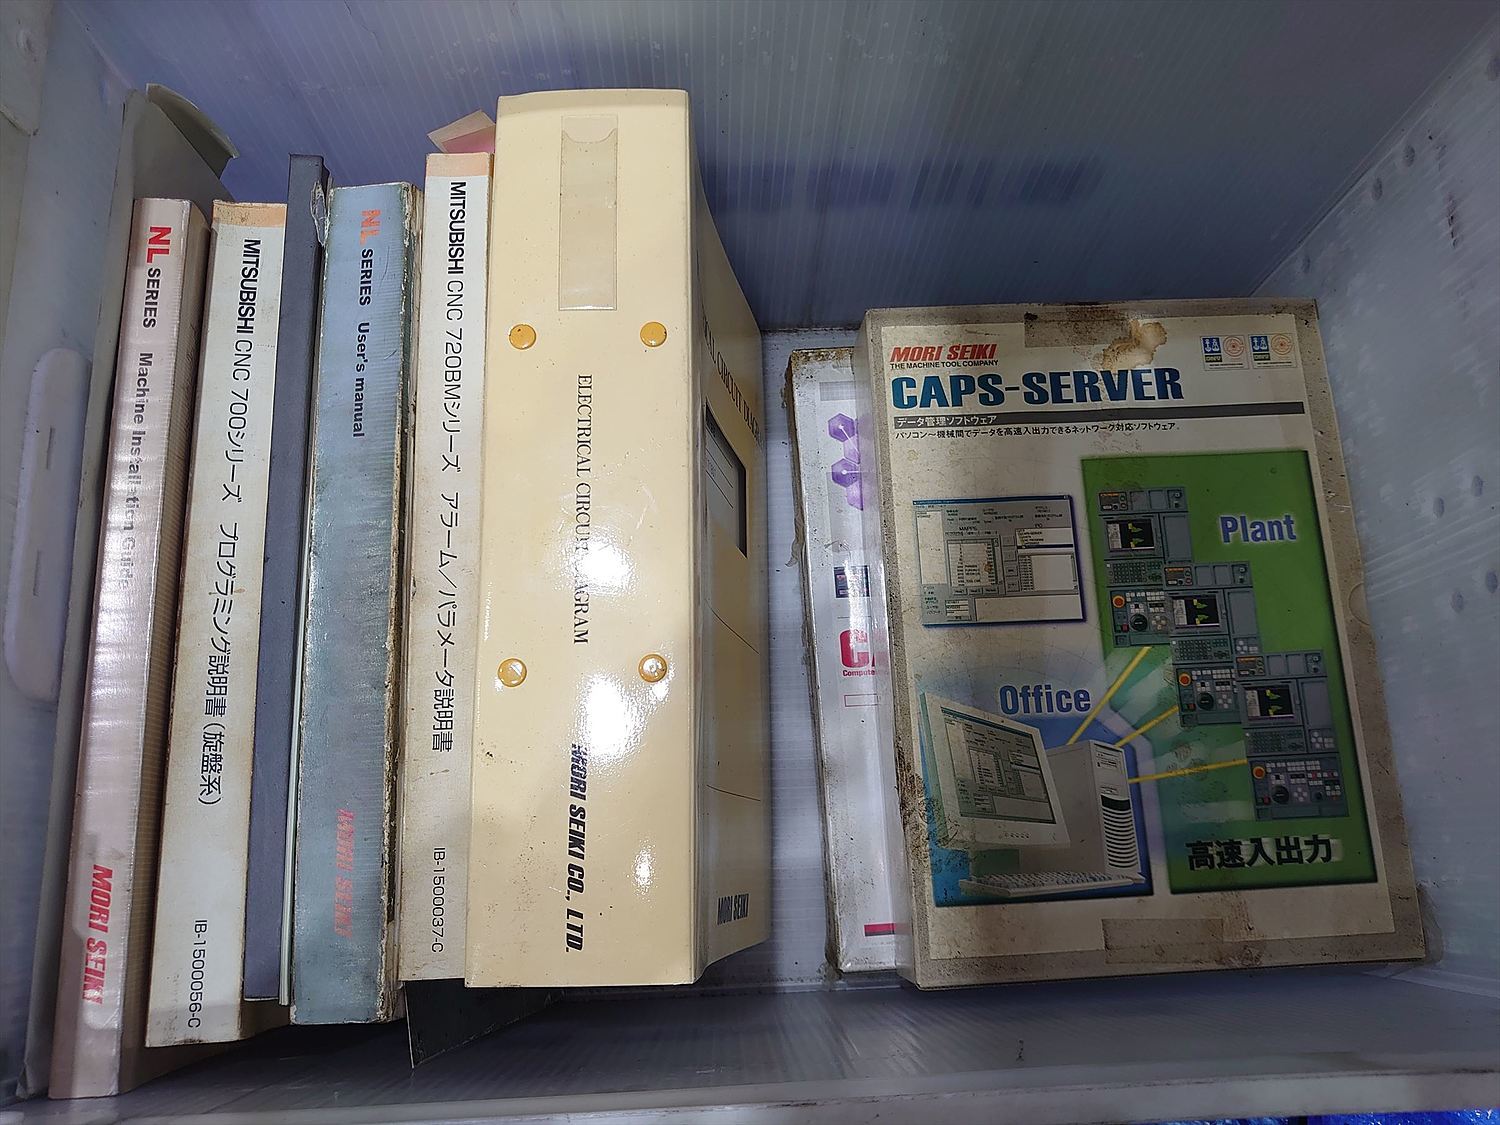 NL SERIES Machine Installation Guide
MORI SEIKI
MITSUBISHI CNC 700シリーズ プログラミング説明書 (旋盤系)
IB-1500056-C
NL SERIES User's manual
MORI SEIKI
MITSUBISHI CNC 720BMシリーズ アラーム／パラメータ説明書
IB-1500037-C
ELECTRICAL CIRCUIT DIAGRAM
MORI SEIKI CO., LTD.
MORI SEIKI
MORI SEIKI
THE MACHINE TOOL COMPANY
CAPS-SERVER
データ管理ソフトウェア
パソコン～機械間でデータを高速入出力できるネットワーク対応ソフトウェア。
Plant
Office
高速入出力